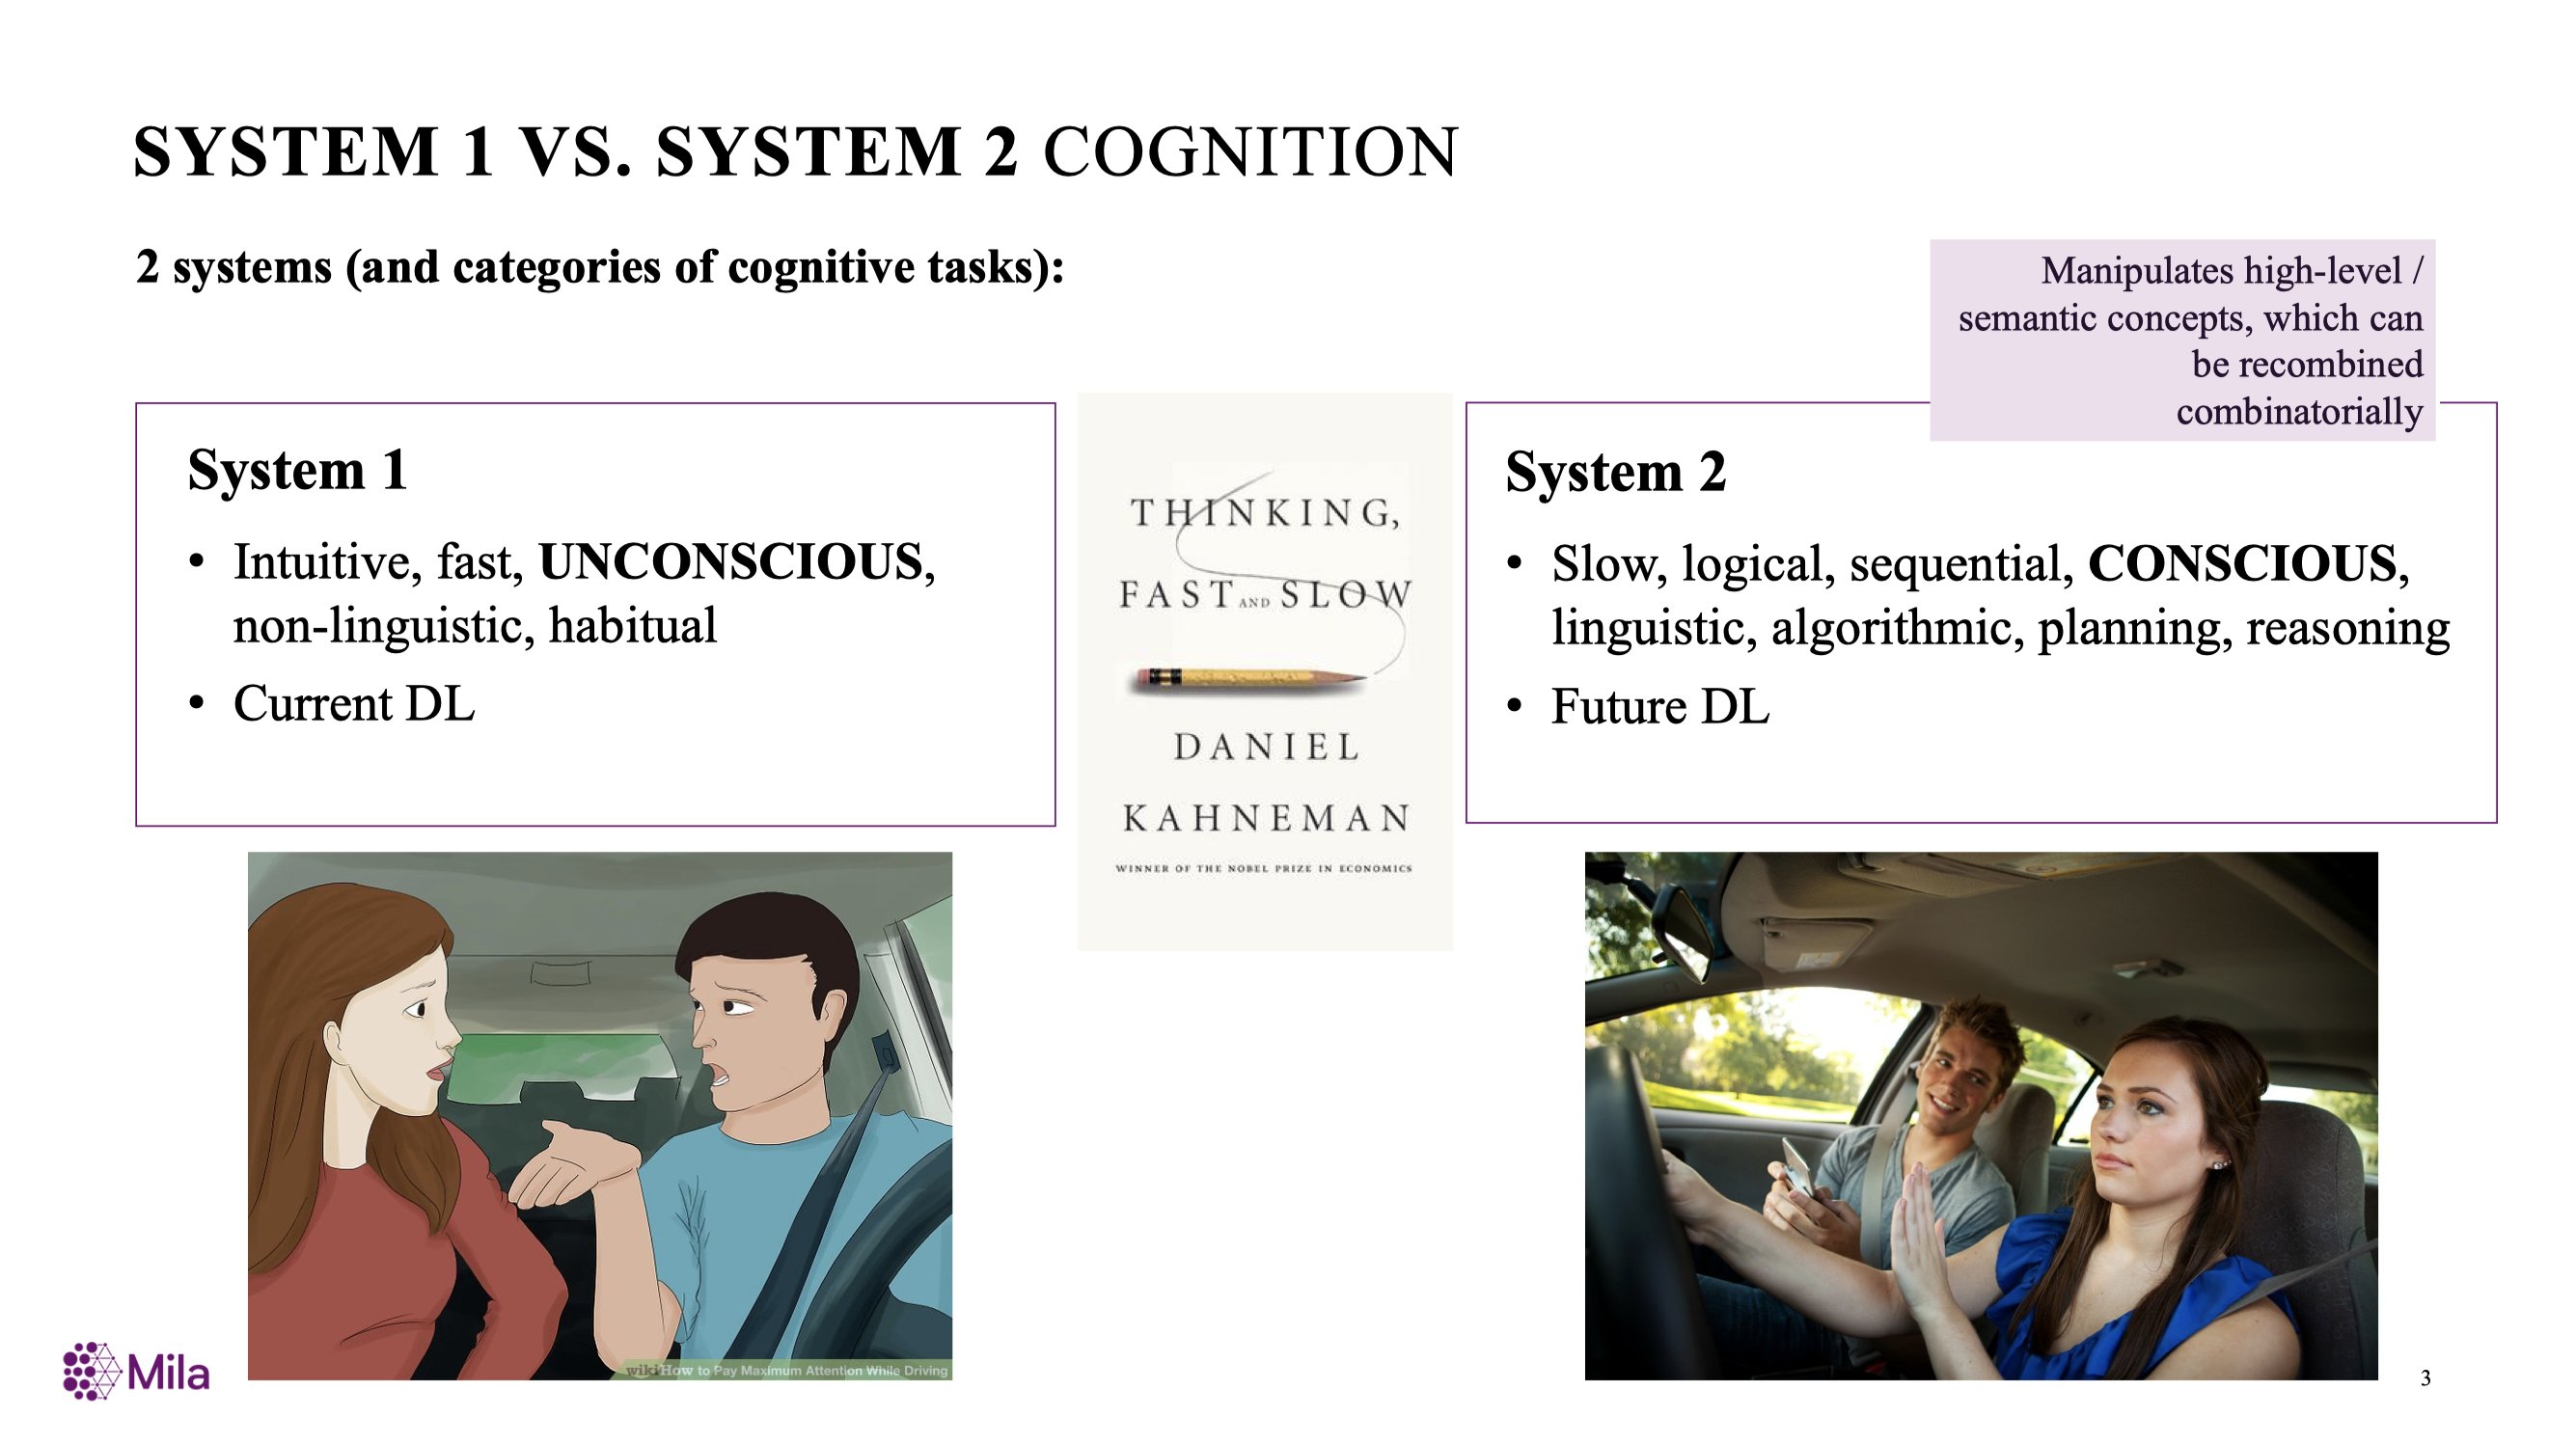 SYSTEM 1 VS. SYSTEM 2 COGNITION
2 systems (and categories of cognitive tasks):
Manipulates high-level /
semantic concepts, which can
be recombined
combinatorially
System 1
• Intuitive, fast, UNCONSCIOUS,
non-linguistic, habitual
• Current DL
THINKING,
FAST AND SLOW
DANIEL
KAHNEMAN
WINNER OF THE NOBEL PRIZE IN ECONOMICS
System 2
• Slow, logical, sequential, CONSCIOUS,
linguistic, algorithmic, planning, reasoning
• Future DL
wikiHow to Pay Maximum Attention While Driving
Mila
3